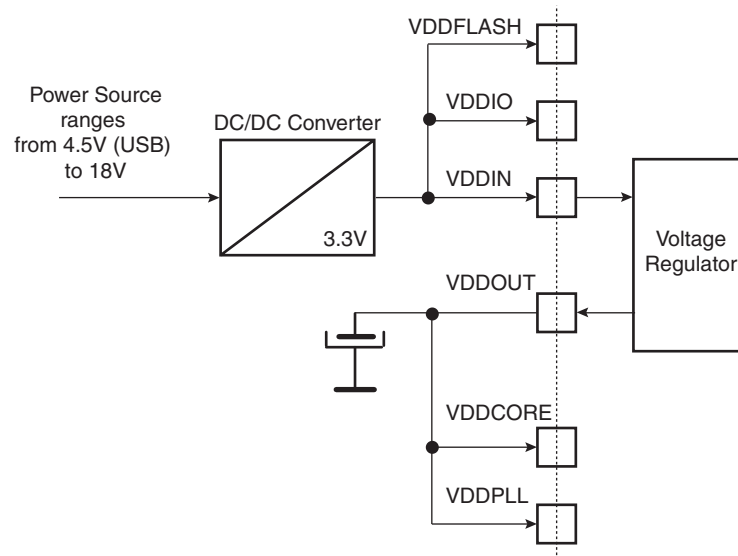 VDDFLASH
Power Source
ranges
from 4.5V (USB)
to 18V
DC/DC Converter
VDDIO
VDDIN
3.3V
Voltage
Regulator
VDDOUT
VDDCORE
VDDPLL